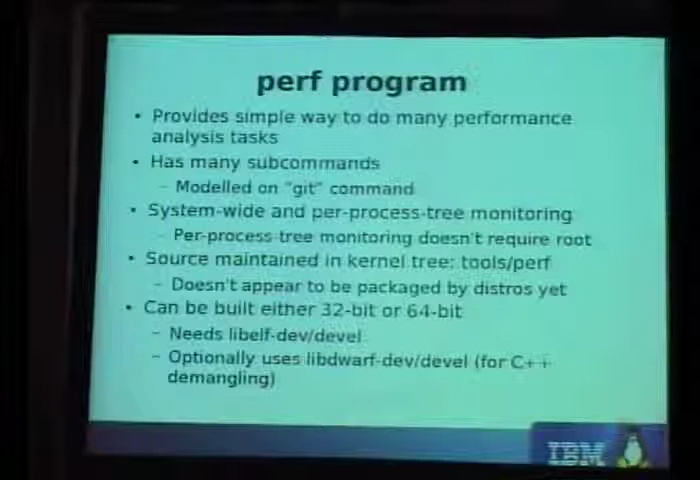 perf program
• Provides simple way to do many performance
analysis tasks
• Has many subcommands
– Modelled on "git" command
• System-wide and per-process-tree monitoring
– Per-process-tree monitoring doesn't require root
• Source maintained in kernel tree: tools/perf
– Doesn't appear to be packaged by distros yet
• Can be built either 32-bit or 64-bit
– Needs libelf-dev/devel
– Optionally uses libdwarf-dev/devel (for C++
demangling)
IBM